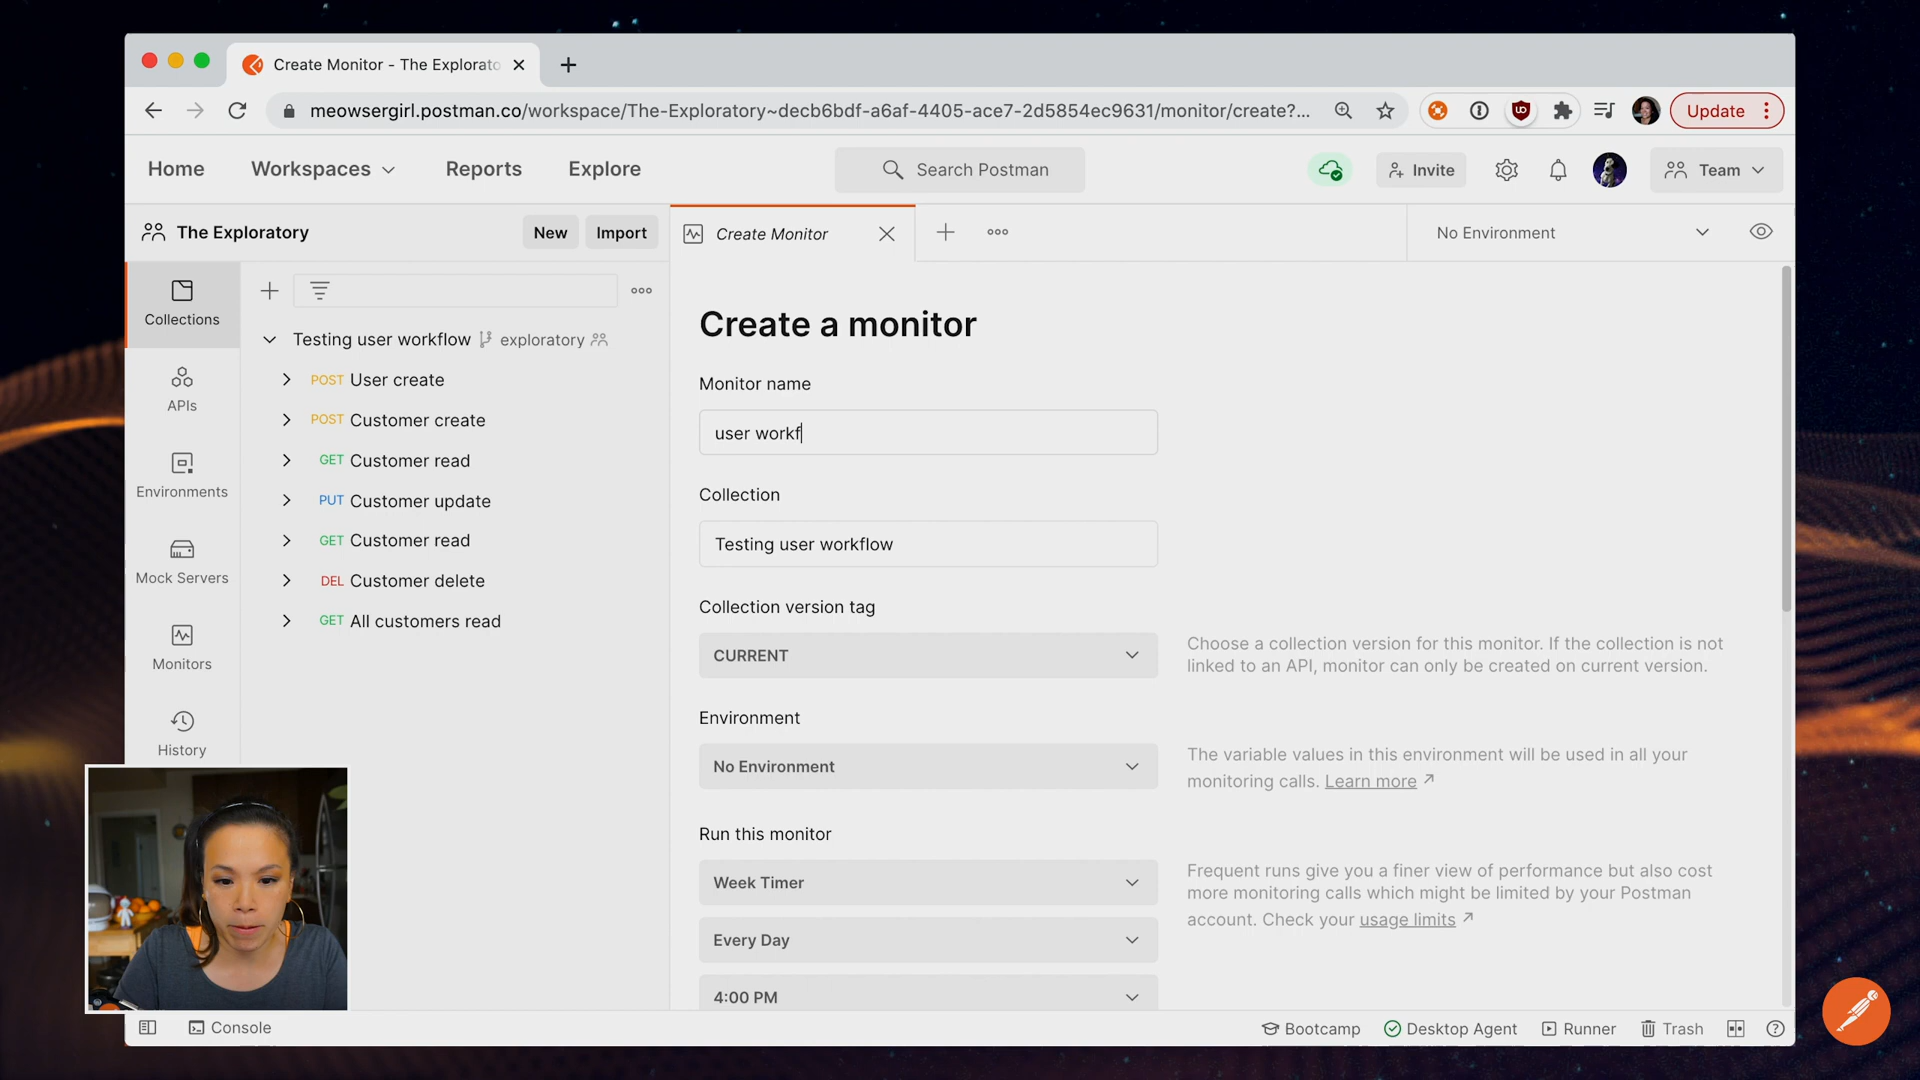 Create Monitor - The Explorato
meowsergirl.postman.co/workspace/The-Exploratory~decb6bdf-a6af-4405-ace7-2d5854ec9631/monitor/create?...
Update
Home
Workspaces
Reports
Explore
Search Postman
Invite
Team
The Exploratory
New
Import
Create Monitor
No Environment
Collections
APIs
Environments
Mock Servers
Monitors
History
Testing user workflow exploratory
POST User create
POST Customer create
GET Customer read
PUT Customer update
GET Customer read
DEL Customer delete
GET All customers read
Create a monitor
Monitor name
user workf
Collection
Testing user workflow
Collection version tag
CURRENT
Choose a collection version for this monitor. If the collection is not
linked to an API, monitor can only be created on current version.
Environment
No Environment
The variable values in this environment will be used in all your
monitoring calls. Learn more
Run this monitor
Week Timer
Every Day
4:00 PM
Frequent runs give you a finer view of performance but also cost
more monitoring calls which might be limited by your Postman
account. Check your usage limits
Console
Bootcamp
Desktop Agent
Runner
Trash